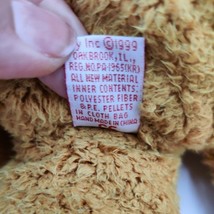 y Inc © 1999
OAKBROOK, IL.,
REG. NO. PA-1965(KR)
ALL NEW MATERIAL
INNER CONTENTS:
POLYESTER FIBER
& P.E. PELLETS
IN CLOTH BAG
HAND MADE IN CHINA
CE